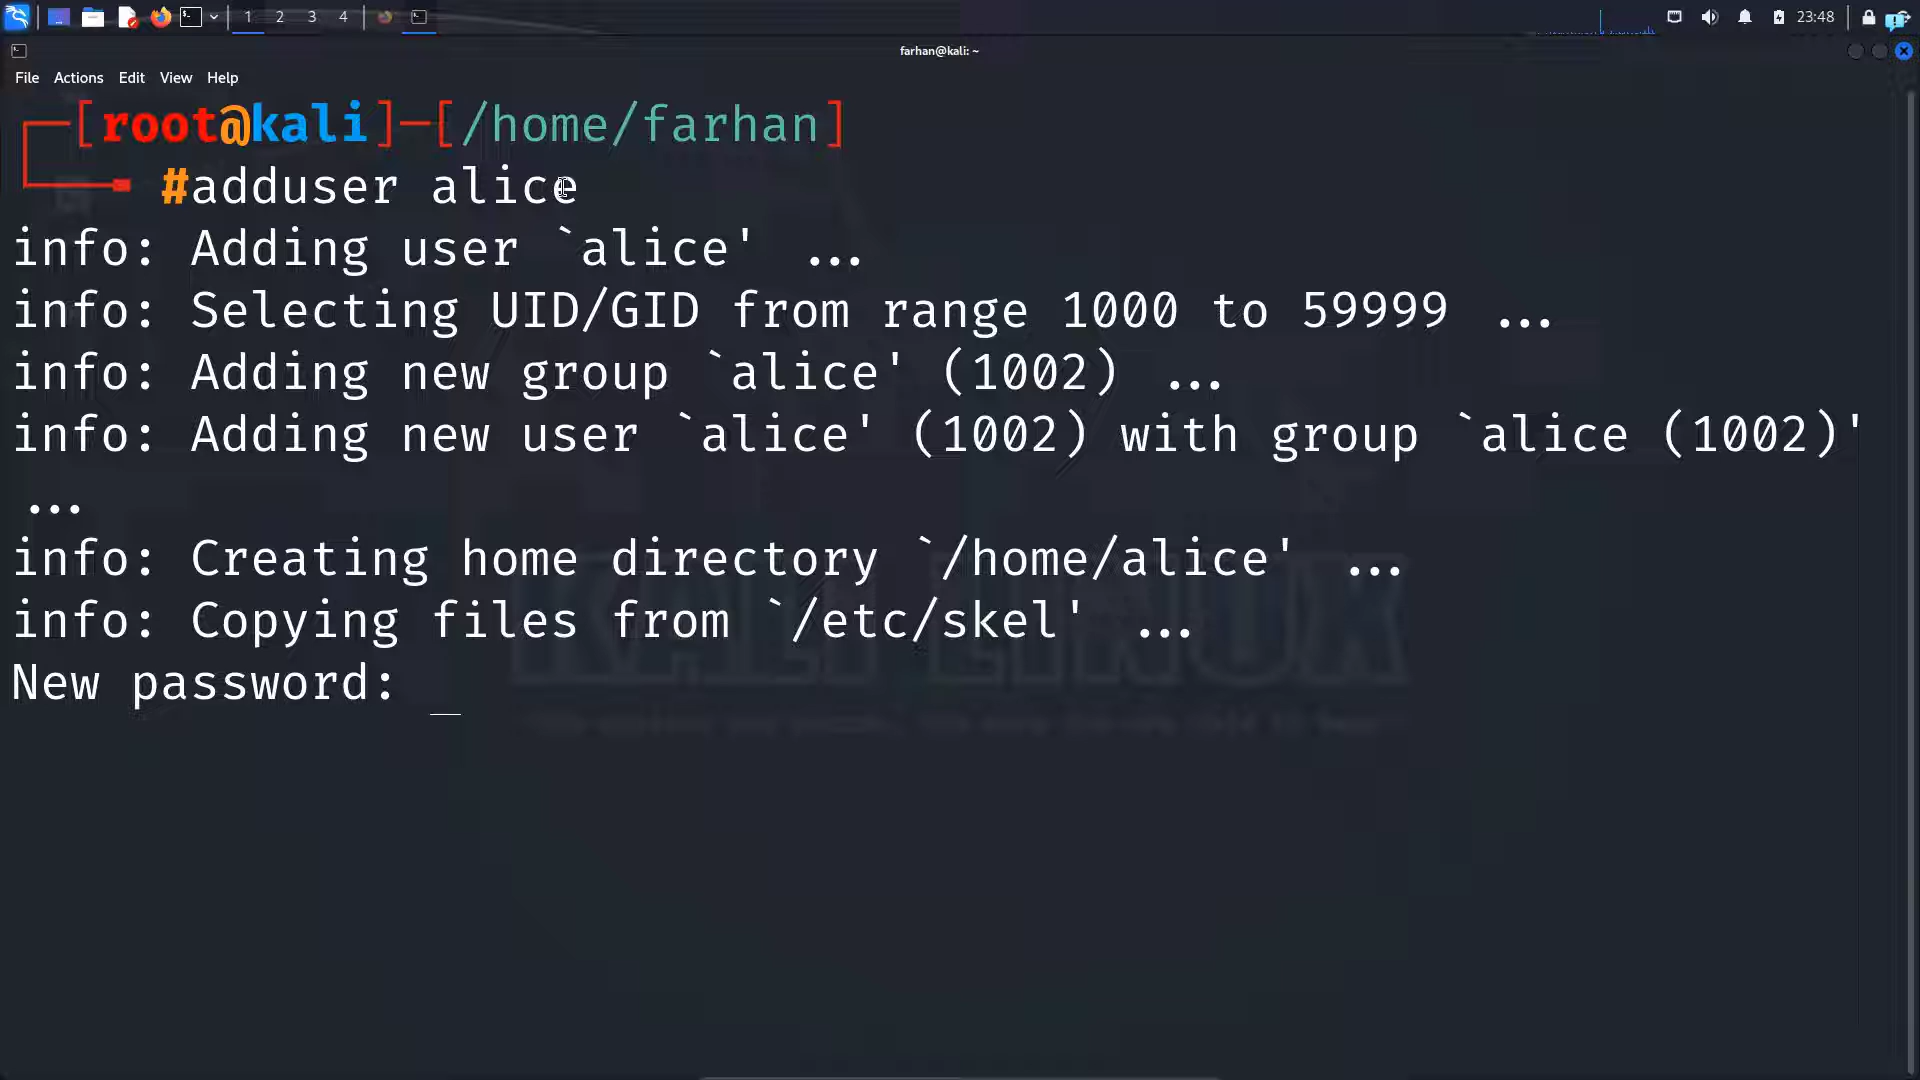 1 2 3 4 23:48
farhan@kali: ~
File Actions Edit View Help
[root@kali]-[/home/farhan]
#adduser alice
info: Adding user `alice' ...
info: Selecting UID/GID from range 1000 to 59999 ...
info: Adding new group `alice' (1002) ...
info: Adding new user `alice' (1002) with group `alice (1002)'
...
info: Creating home directory `/home/alice' ...
info: Copying files from `/etc/skel' ...
New password:
KALI LINUX